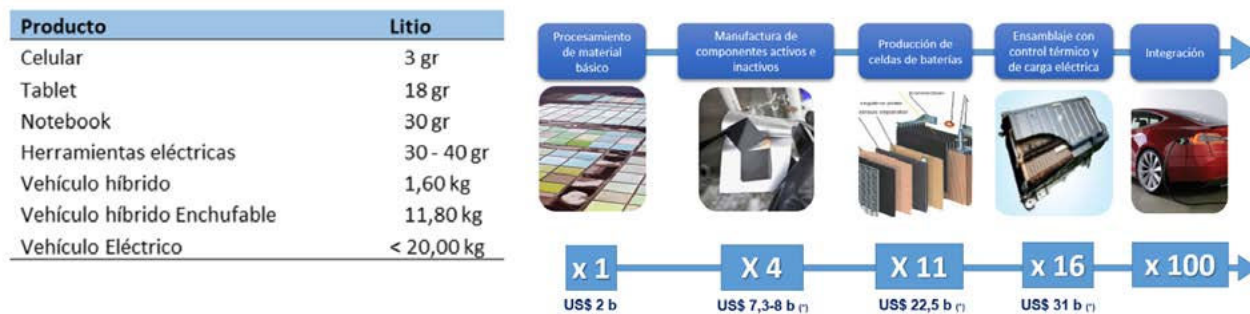 Producto Litio
Celular 3 gr
Tablet 18 gr
Notebook 30 gr
Herramientas eléctricas 30 - 40 gr
Vehículo híbrido 1,60 kg
Vehículo híbrido Enchufable 11,80 kg
Vehículo Eléctrico < 20,00 kg
Procesamiento
de material
básico
Manufactura de
componentes activos e
inactivos
Producción de
celdas de baterías
Ensamblaje con
control térmico y
de carga eléctrica
Integración
x 1
X 4
X 11
x 16
x 100
US$ 2 b
US$ 7,3-8 b (*)
US$ 22,5 b (*)
US$ 31 b (*)